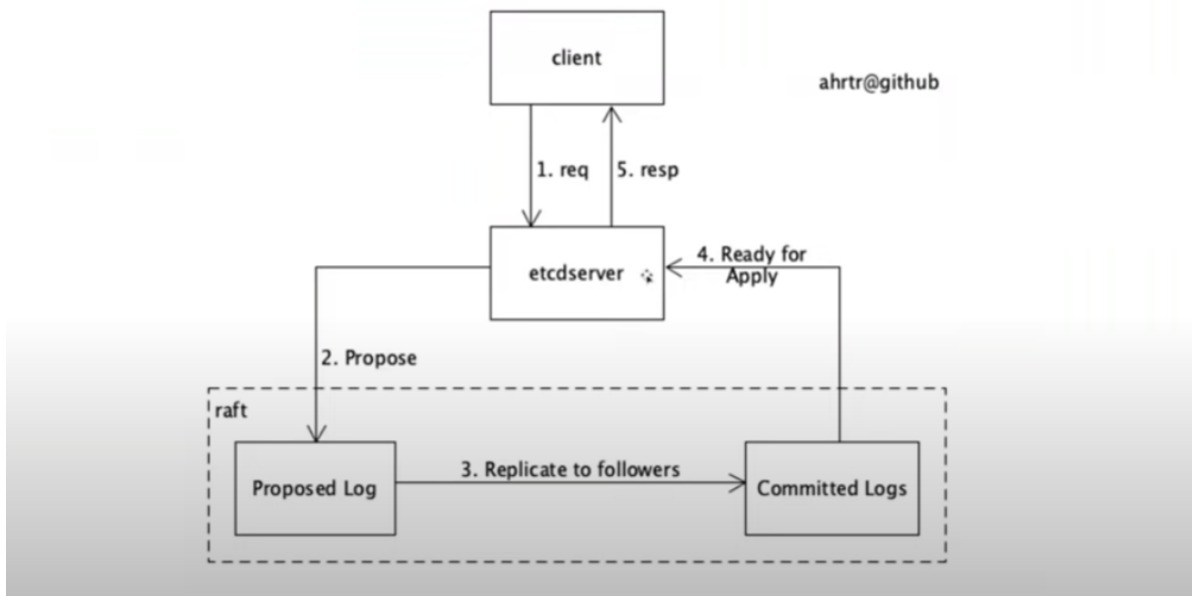 client
ahrtr@github
1. req
5. resp
etcdserver
4. Ready for
Apply
2. Propose
raft
3. Replicate to followers
Proposed Log
Committed Logs